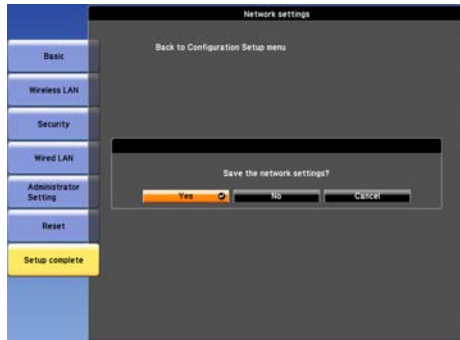 Network settings
Back to Configuration Setup menu
Basic
Wireless LAN
Security
Wired LAN
Administrator
Setting
Reset
Setup complete
Save the network settings?
Yes No Cancel